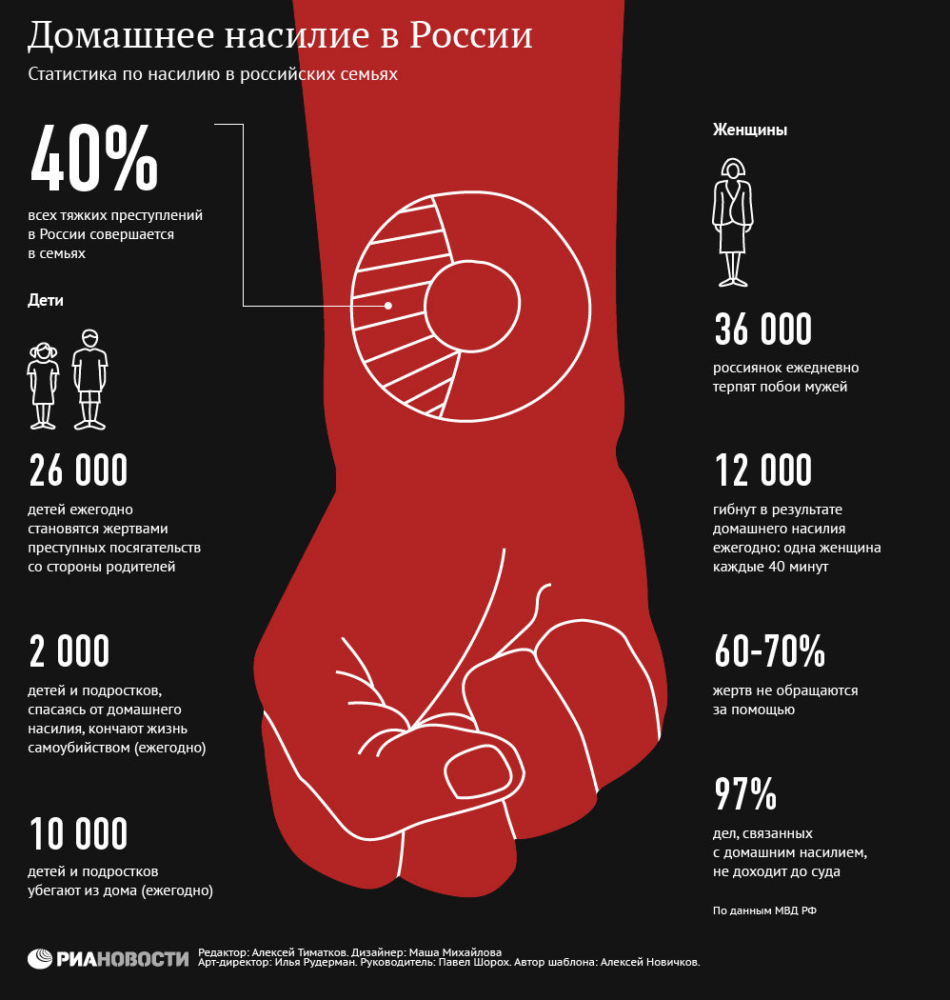 Домашнее насилие в России
Статистика по насилию в российских семьях
40%
всех тяжких преступлений
в России совершается
в семьях
Дети
26 000
детей ежегодно
становятся жертвами
преступных посягательств
со стороны родителей
2 000
детей и подростков,
спасаясь от домашнего
насилия, кончают жизнь
самоубийством (ежегодно)
10 000
детей и подростков
убегают из дома (ежегодно)
Женщины
36 000
россиянок ежедневно
терпят побои мужей
12 000
гибнут в результате
домашнего насилия
ежегодно: одна женщина
каждые 40 минут
60-70%
жертв не обращаются
за помощью
97%
дел, связанных
с домашним насилием,
не доходит до суда
По данным МВД РФ
РИАНОВОСТИ
Редактор: Алексей Тиматков. Дизайнер: Маша Михайлова
Арт-директор: Илья Рудерман. Руководитель: Павел Шорох. Автор шаблона: Алексей Новичков.